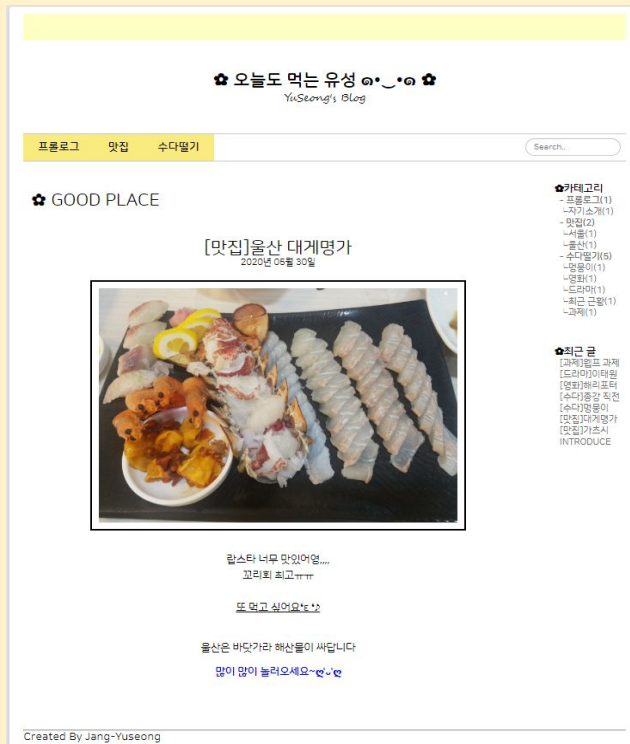 ✿ 오늘도 먹는 유성 ๑•‿•๑ ✿
YuSeong's Blog
프롤로그 맛집 수다떨기
Search..
✿ GOOD PLACE
[맛집]울산 대게명가
2020년 05월 30일
랍스타 너무 맛있어영,,,,
꼬리회 최고ㅠㅠ
또 먹고 싶어요❛ε ❛♪
울산은 바닷가라 해산물이 싸답니다
많이 많이 놀러오세요~ღ'ᴗ'ღ
✿카테고리
- 프롤로그(1)
└자기소개(1)
- 맛집(2)
└서울(1)
└울산(1)
- 수다떨기(5)
└멍뭉이(1)
└영화(1)
└드라마(1)
└최근 근황(1)
└과제(1)
✿최근 글
[과제]웹프 과제
[드라마]이태원
[영화]해리포터
[수다]종강 직전
[수다]멍뭉이
[맛집]대게명가
[맛집]가츠시
INTRODUCE
Created By Jang-Yuseong